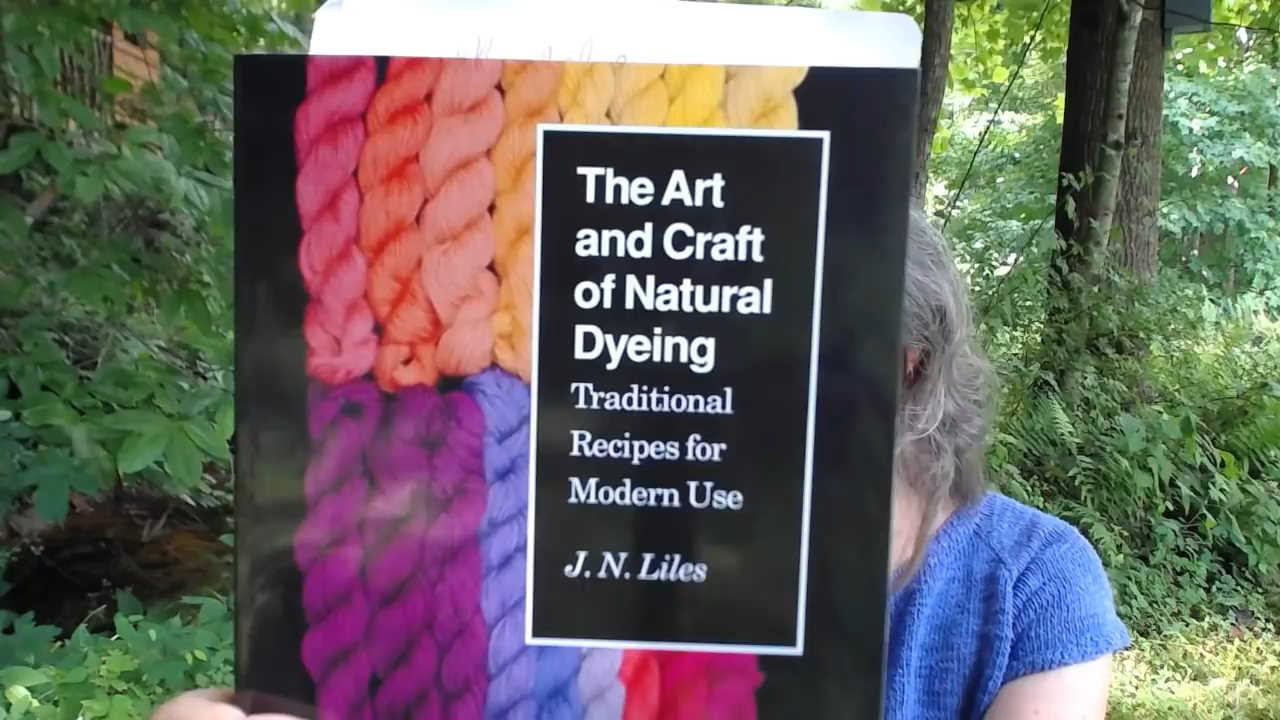 The Art
and Craft
of Natural
Dyeing
Traditional
Recipes for
Modern Use
J. N. Liles